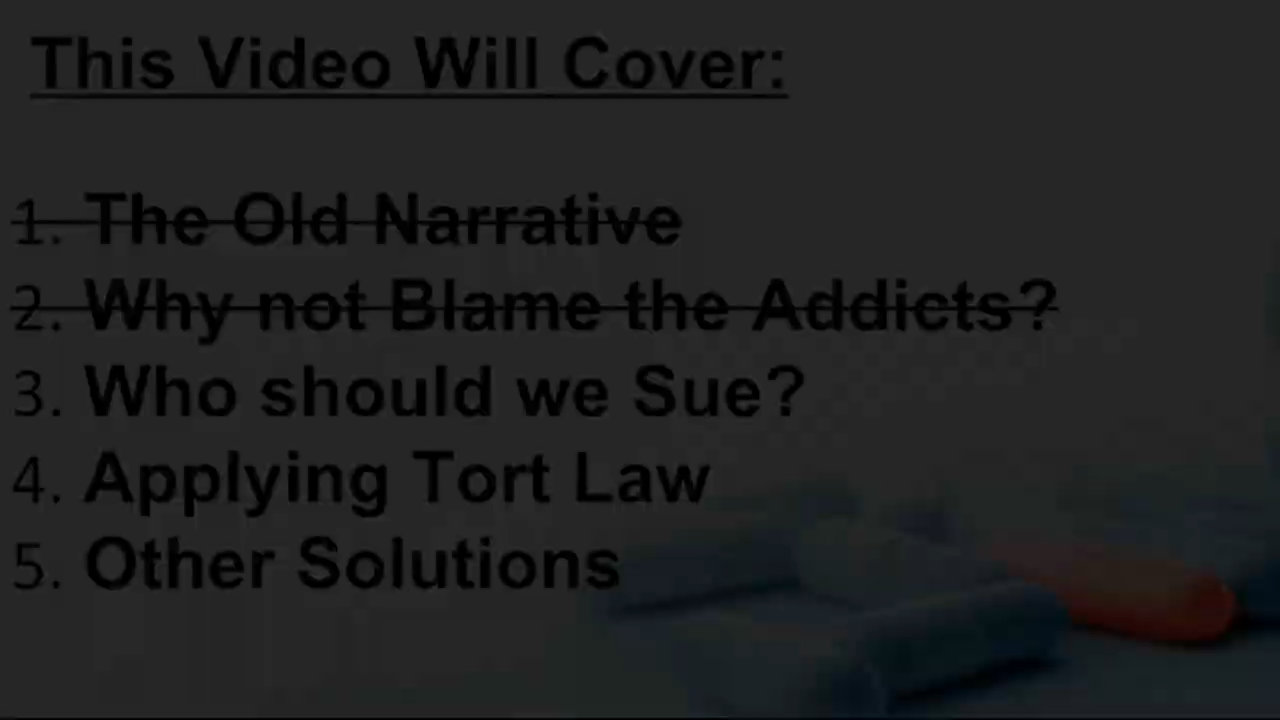 This Video Will Cover:
1. The Old Narrative
2. Why not Blame the Addicts?
3. Who should we Sue?
4. Applying Tort Law
5. Other Solutions